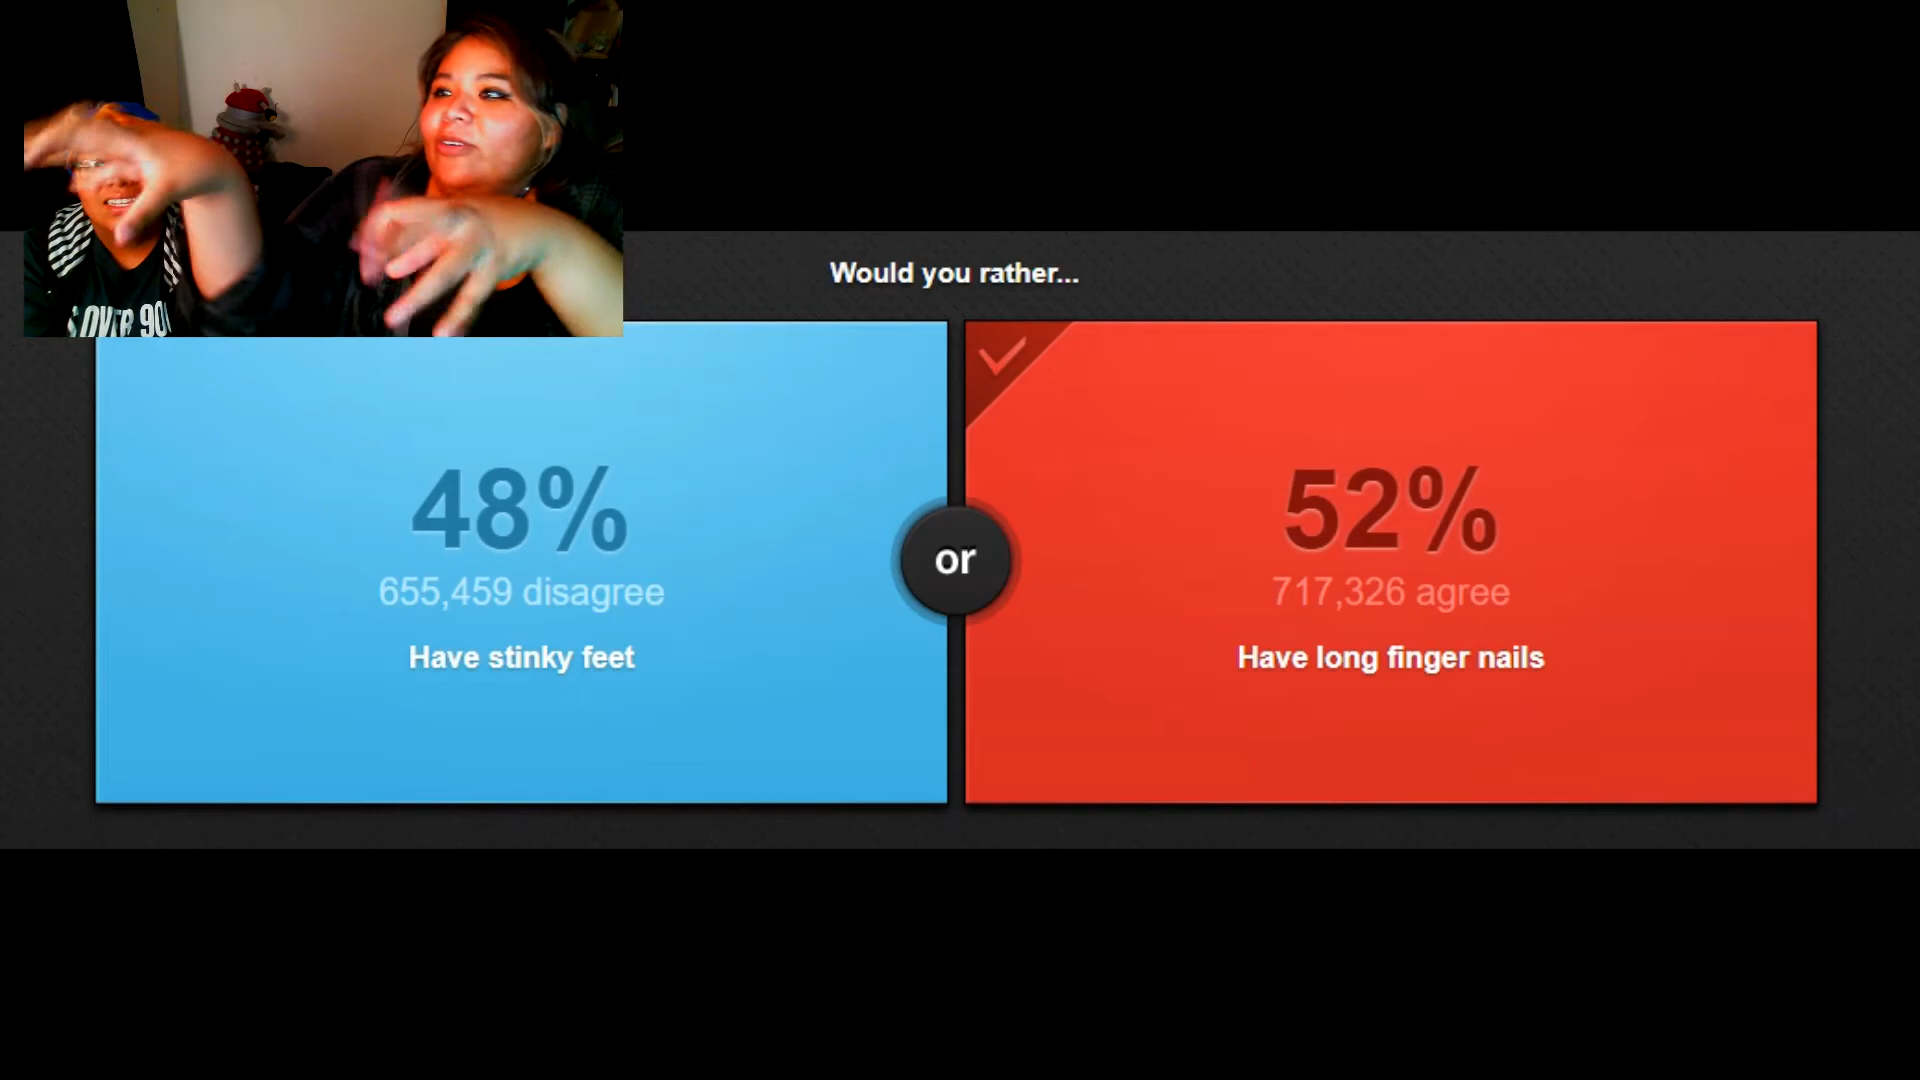 Would you rather...
48%
655,459 disagree
Have stinky feet
or
52%
717,326 agree
Have long finger nails
OVER